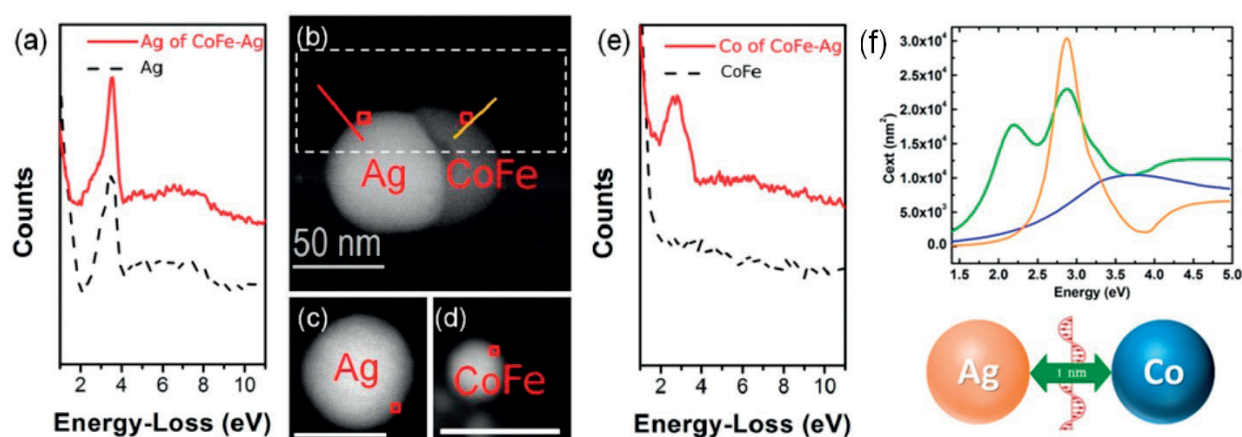 (a)
Ag of CoFe-Ag
Ag
Counts
2 4 6 8 10
Energy-Loss (eV)
(b)
Ag
CoFe
50 nm
(c)
Ag
(d)
CoFe
(e)
Co of CoFe-Ag
CoFe
Counts
2 4 6 8 10
Energy-Loss (eV)
(f)
Cext (nm²)
3.0x10⁴
2.5x10⁴
2.0x10⁴
1.5x10⁴
1.0x10⁴
5.0x10³
0.0
1.5 2.0 2.5 3.0 3.5 4.0 4.5 5.0
Energy (eV)
Ag
1 nm
Co